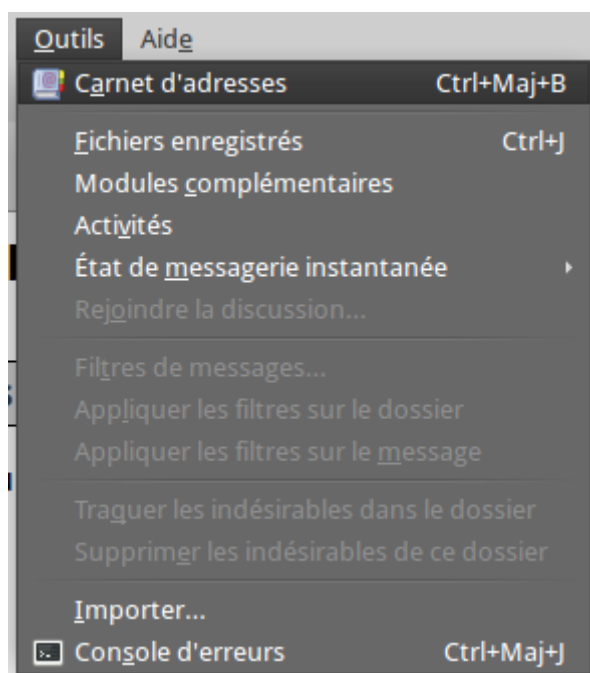 Outils Aide
Carnet d'adresses Ctrl+Maj+B
Fichiers enregistrés Ctrl+J
Modules complémentaires
Activités
État de messagerie instantanée
Rejoindre la discussion...
Filtres de messages...
Appliquer les filtres sur le dossier
Appliquer les filtres sur le message
Traquer les indésirables dans le dossier
Supprimer les indésirables de ce dossier
Importer...
Console d'erreurs Ctrl+Maj+J